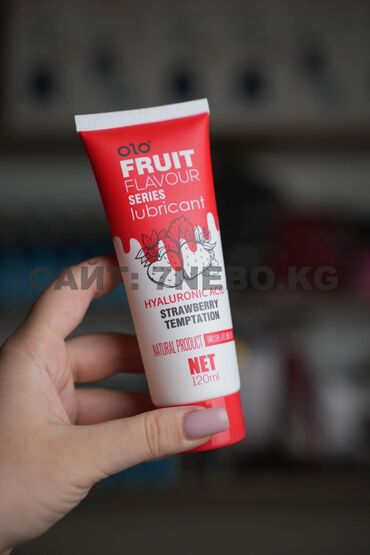 olo
FRUIT
FLAVOUR
SERIES
lubricant
САЙТ: 7NEBO.KG
HYALURONIC ACID
STRAWBERRY
TEMPTATION
NATURAL PRODUCT
NET
120ml